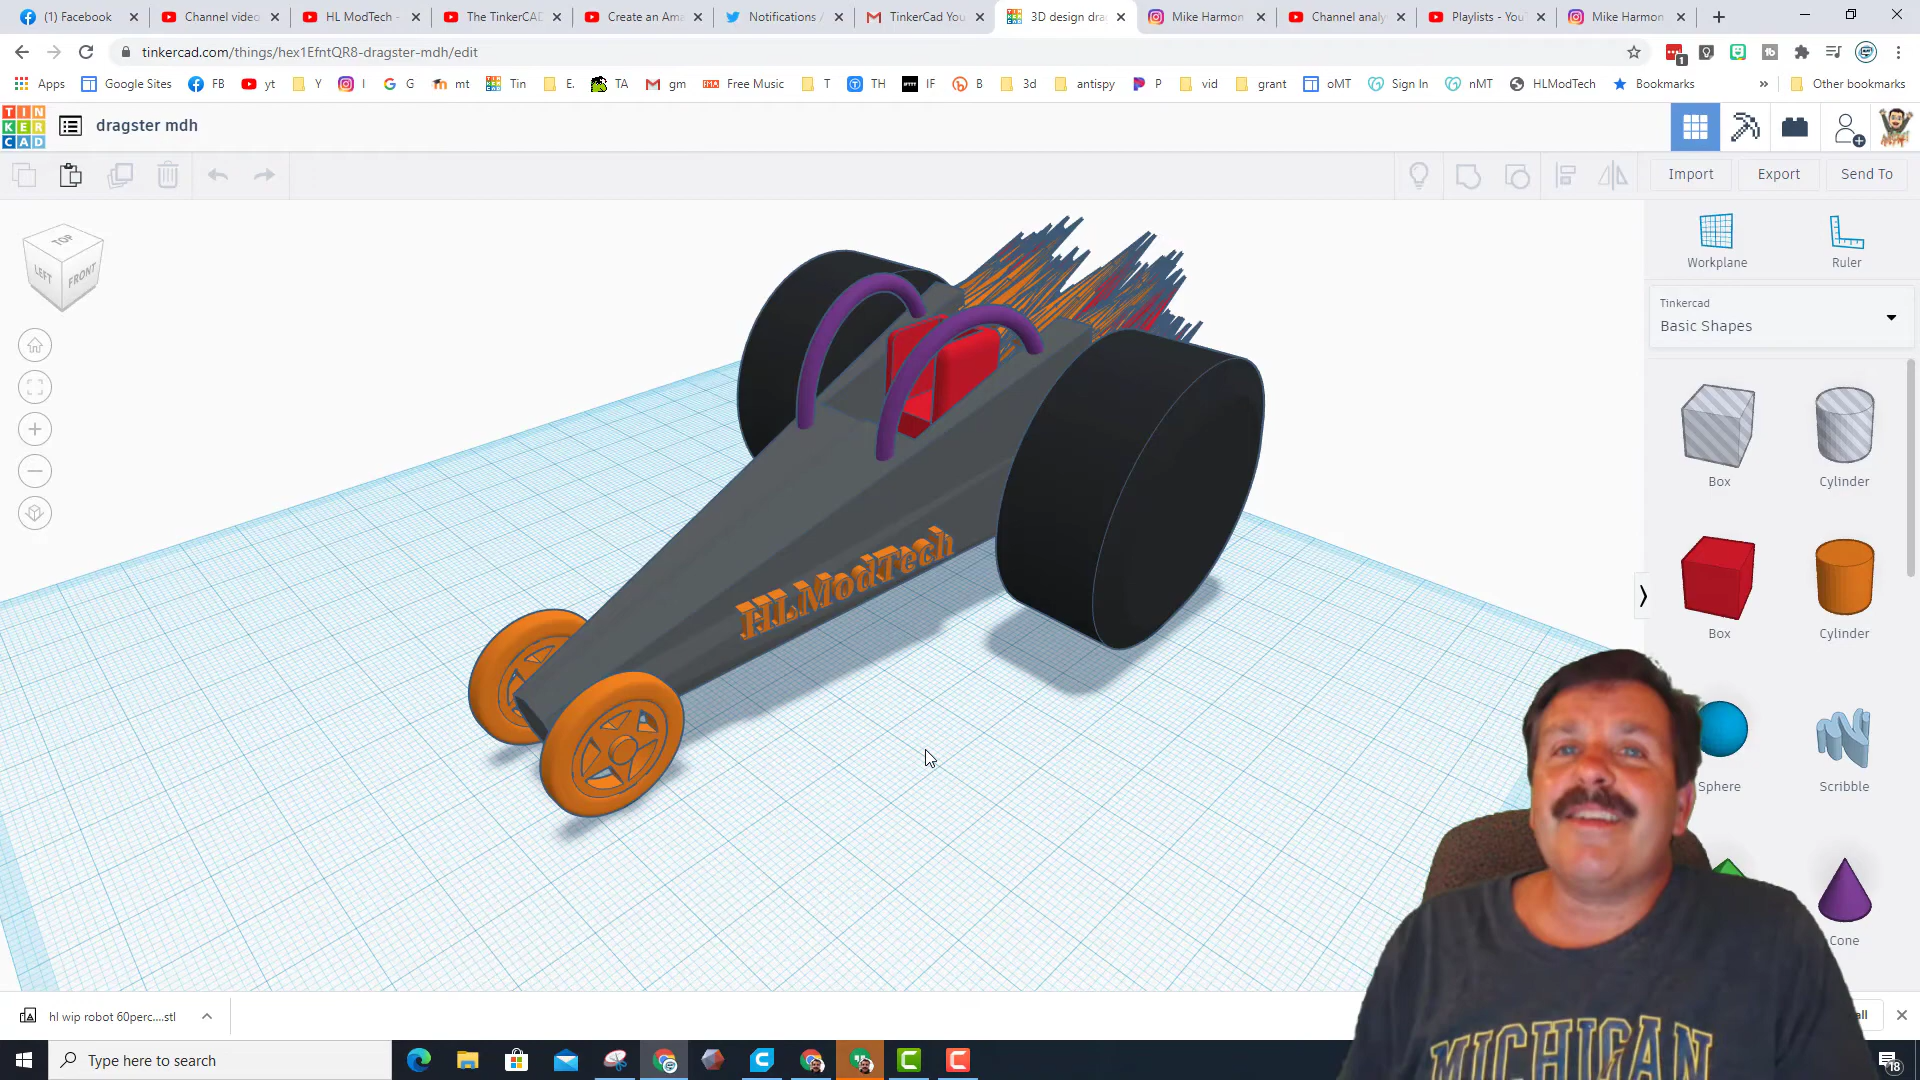 (1) Facebook
Channel video
HL ModTech -
The TinkerCAD
Create an Ama
Notifications /
TinkerCad You
3D design dra
Mike Harmon
Channel analy
Playlists - You
Mike Harmon
tinkercad.com/things/hex1EfntQR8-dragster-mdh/edit
1
Apps
Google Sites
FB
yt
Y
I
G
mt
Tin
E.
TA
gm
Free Music
T
TH
IF
B
3d
antispy
P
vid
grant
oMT
Sign In
nMT
HLModTech
Bookmarks
»
Other bookmarks
TIN
KER
CAD
dragster mdh
Import
Export
Send To
TOP
LEFT
FRONT
Workplane
Ruler
Tinkercad
Basic Shapes
Box
Cylinder
Box
Cylinder
Sphere
Scribble
Cone
HLModTech
MICHIGAN
hl wip robot 60perc....stl
all
Type here to search
18